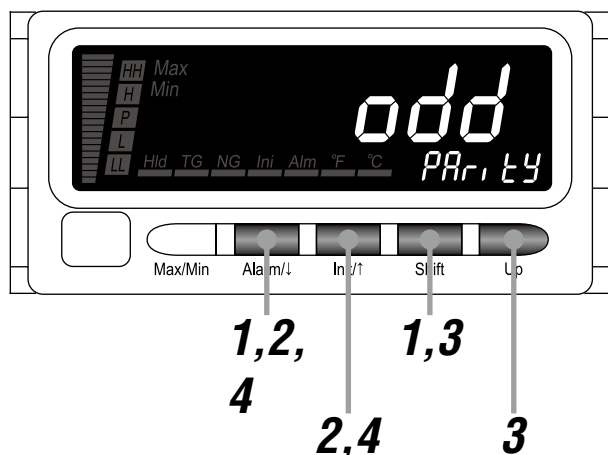 HH Max
H Min
P
L
LL Hld TG NG Ini Alm °F °C
odd
PAritY
Max/Min Alarm/↓ Init/↑ Shift Up
1,2,
4
2,4
1,3
3